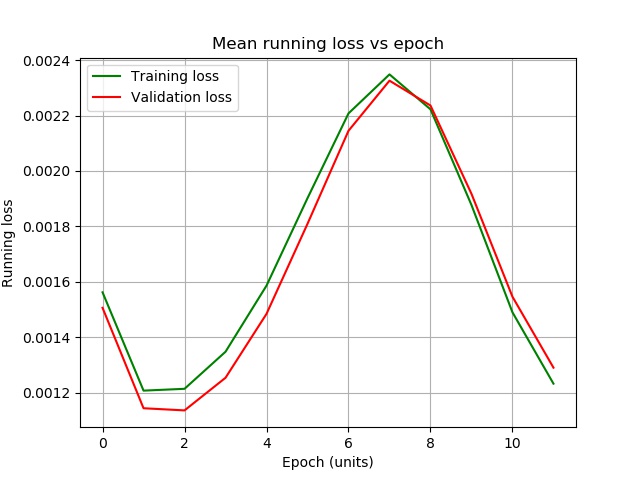 Mean running loss vs epoch
Training loss
Validation loss
0.0024
0.0022
0.0020
0.0018
0.0016
0.0014
0.0012
Running loss
0 2 4 6 8 10
Epoch (units)